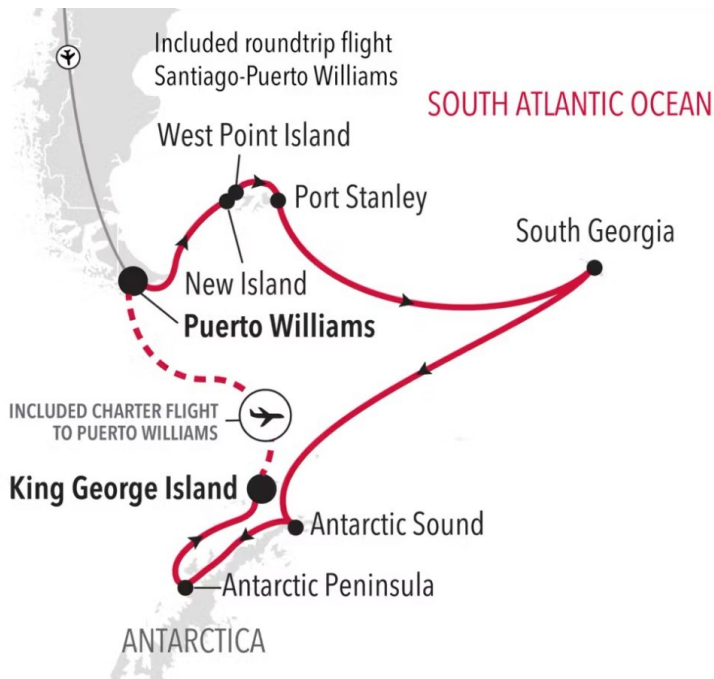 Included roundtrip flight
Santiago-Puerto Williams
SOUTH ATLANTIC OCEAN
West Point Island
Port Stanley
South Georgia
New Island
Puerto Williams
INCLUDED CHARTER FLIGHT
TO PUERTO WILLIAMS
King George Island
Antarctic Sound
Antarctic Peninsula
ANTARCTICA